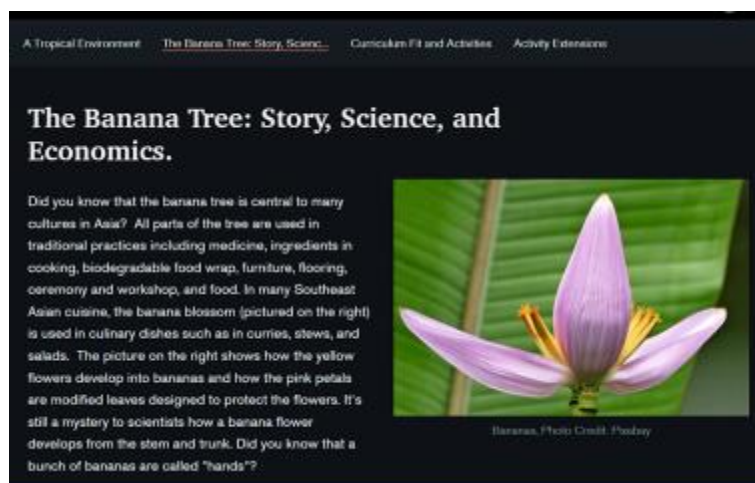 A Tropical Environment The Banana Tree: Story, Scienc... Curriculum Fit and Activities Activity Extensions
The Banana Tree: Story, Science, and
Economics.
Did you know that the banana tree is central to many
cultures in Asia? All parts of the tree are used in
traditional practices including medicine, ingredients in
cooking, biodegradable food wrap, furniture, flooring,
ceremony and workshop, and food. In many Southeast
Asian cuisine, the banana blossom (pictured on the right)
is used in culinary dishes such as in curries, stews, and
salads. The picture on the right shows how the yellow
flowers develop into bananas and how the pink petals
are modified leaves designed to protect the flowers. It's
still a mystery to scientists how a banana flower
develops from the stem and trunk. Did you know that a
bunch of bananas are called "hands"?
Bananas, Photo Credit: Pixabay